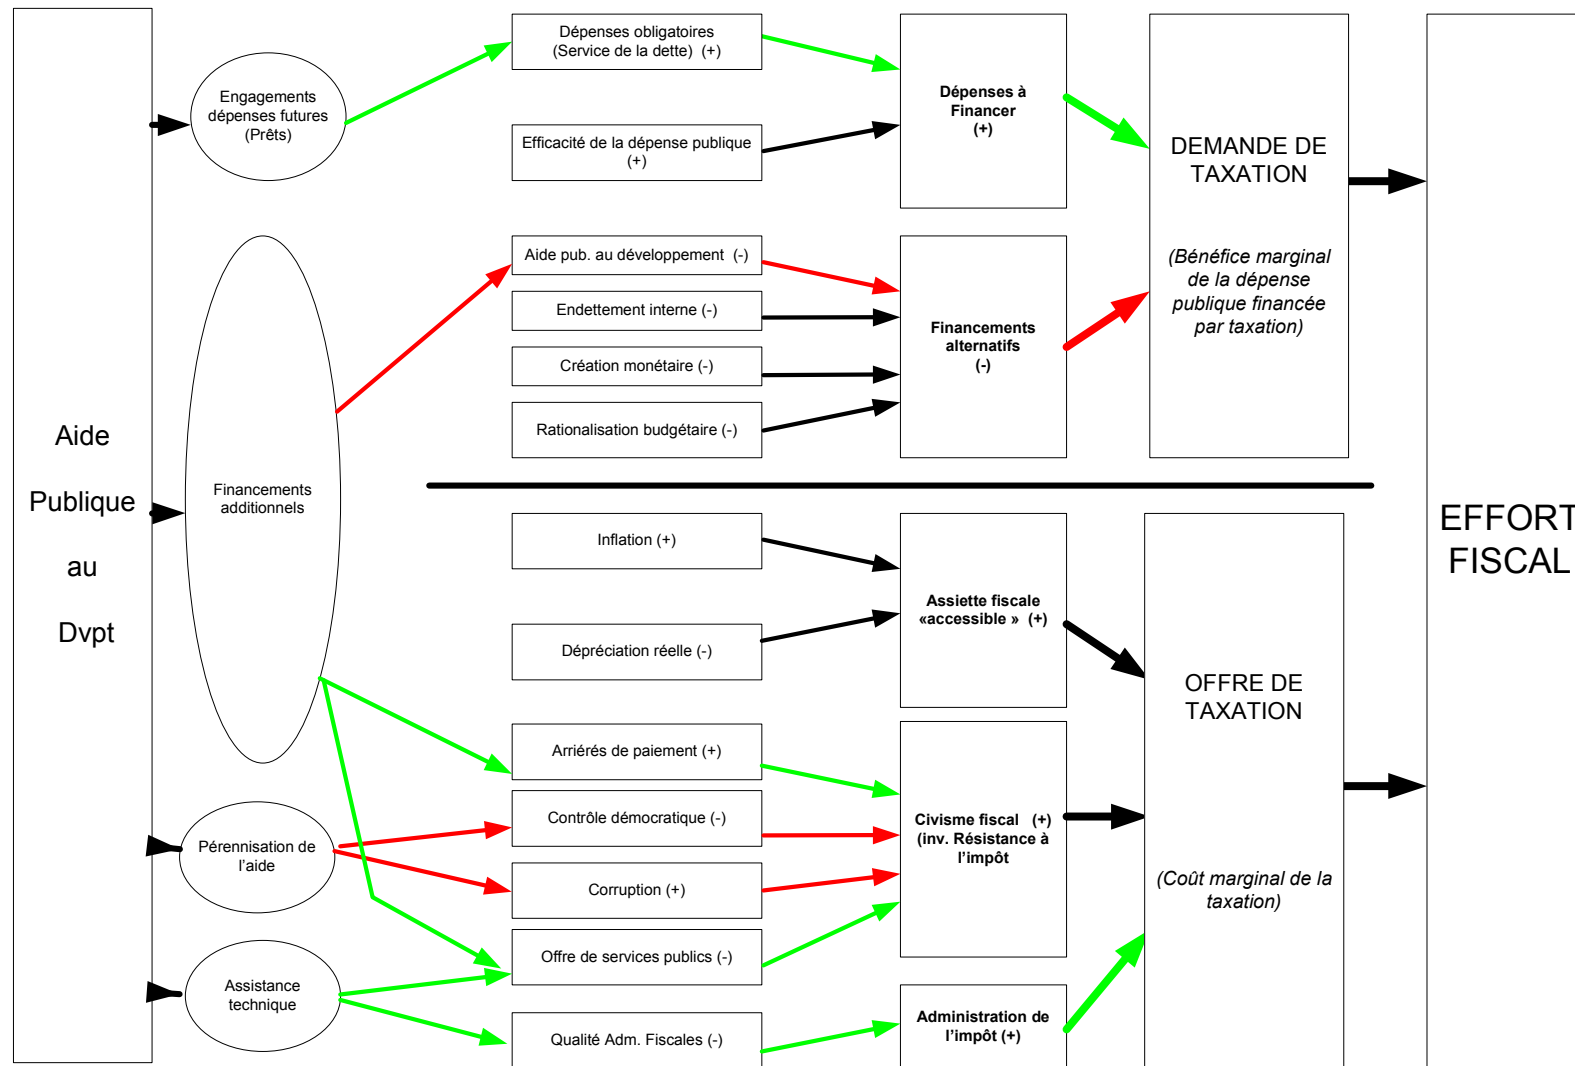 Aide
Publique
au
Dvpt
Engagements
dépenses futures
(Prêts)
Financements
additionnels
Pérennisation de
l'aide
Assistance
technique
Dépenses obligatoires
(Service de la dette) (+)
Efficacité de la dépense publique
(+)
Aide pub. au développement (-)
Endettement interne (-)
Création monétaire (-)
Rationalisation budgétaire (-)
Inflation (+)
Dépréciation réelle (-)
Arriérés de paiement (+)
Contrôle démocratique (-)
Corruption (+)
Offre de services publics (-)
Qualité Adm. Fiscales (-)
Dépenses à
Financer
(+)
Financements
alternatifs
(-)
Assiette fiscale
«accessible » (+)
Civisme fiscal (+)
(inv. Résistance à
l'impôt
Administration de
l'impôt (+)
DEMANDE DE
TAXATION
(Bénéfice marginal
de la dépense
publique financée
par taxation)
OFFRE DE
TAXATION
(Coût marginal de la
taxation)
EFFORT
FISCAL